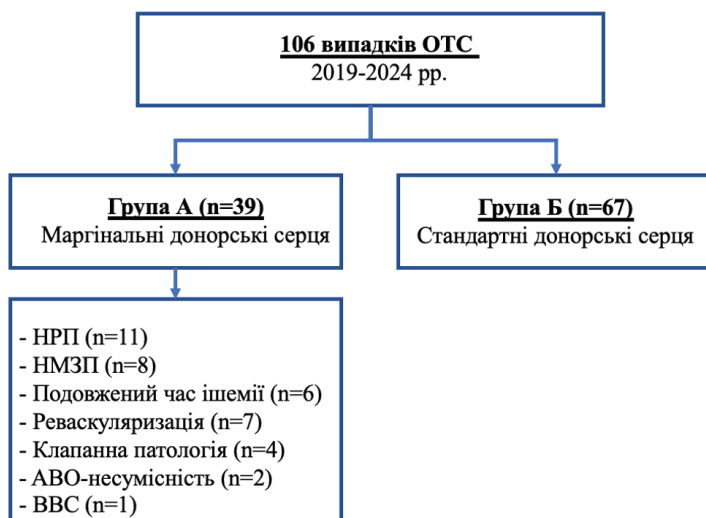 106 випадків ОТС
2019-2024 рр.
Група А (n=39)
Маргінальні донорські серця
Група Б (n=67)
Стандартні донорські серця
- НРП (n=11)
- НМЗП (n=8)
- Подовжений час ішемії (n=6)
- Реваскуляризація (n=7)
- Клапанна патологія (n=4)
- АВО-несумісність (n=2)
- ВВС (n=1)